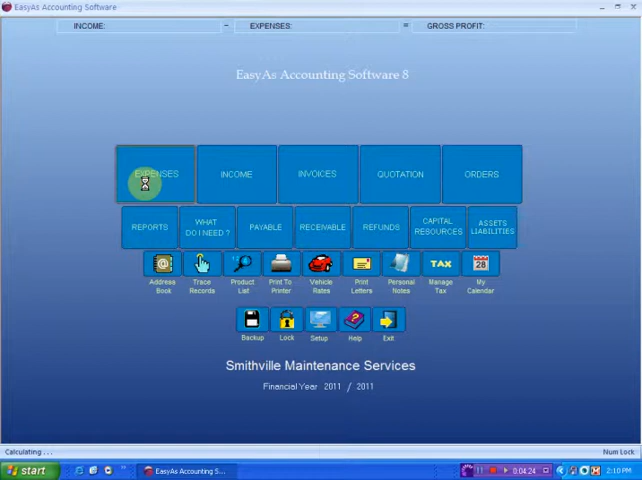 EasyAs Accounting Software
INCOME: - EXPENSES: = GROSS PROFIT:
EasyAs Accounting Software 8
EXPENSES INCOME INVOICES QUOTATION ORDERS
REPORTS WHAT DO I NEED ? PAYABLE RECEIVABLE REFUNDS CAPITAL RESOURCES ASSETS LIABILITIES
TAX 28
Address Book Trace Records Product List Print To Printer Vehicle Rates Print Letters Personal Notes Manage Tax My Calendar
Backup Lock Setup Help Exit
Smithville Maintenance Services
Financial Year 2011 / 2011
Calculating . . . Num Lock
start EasyAs Accounting S... 0:04:24 2:10 PM